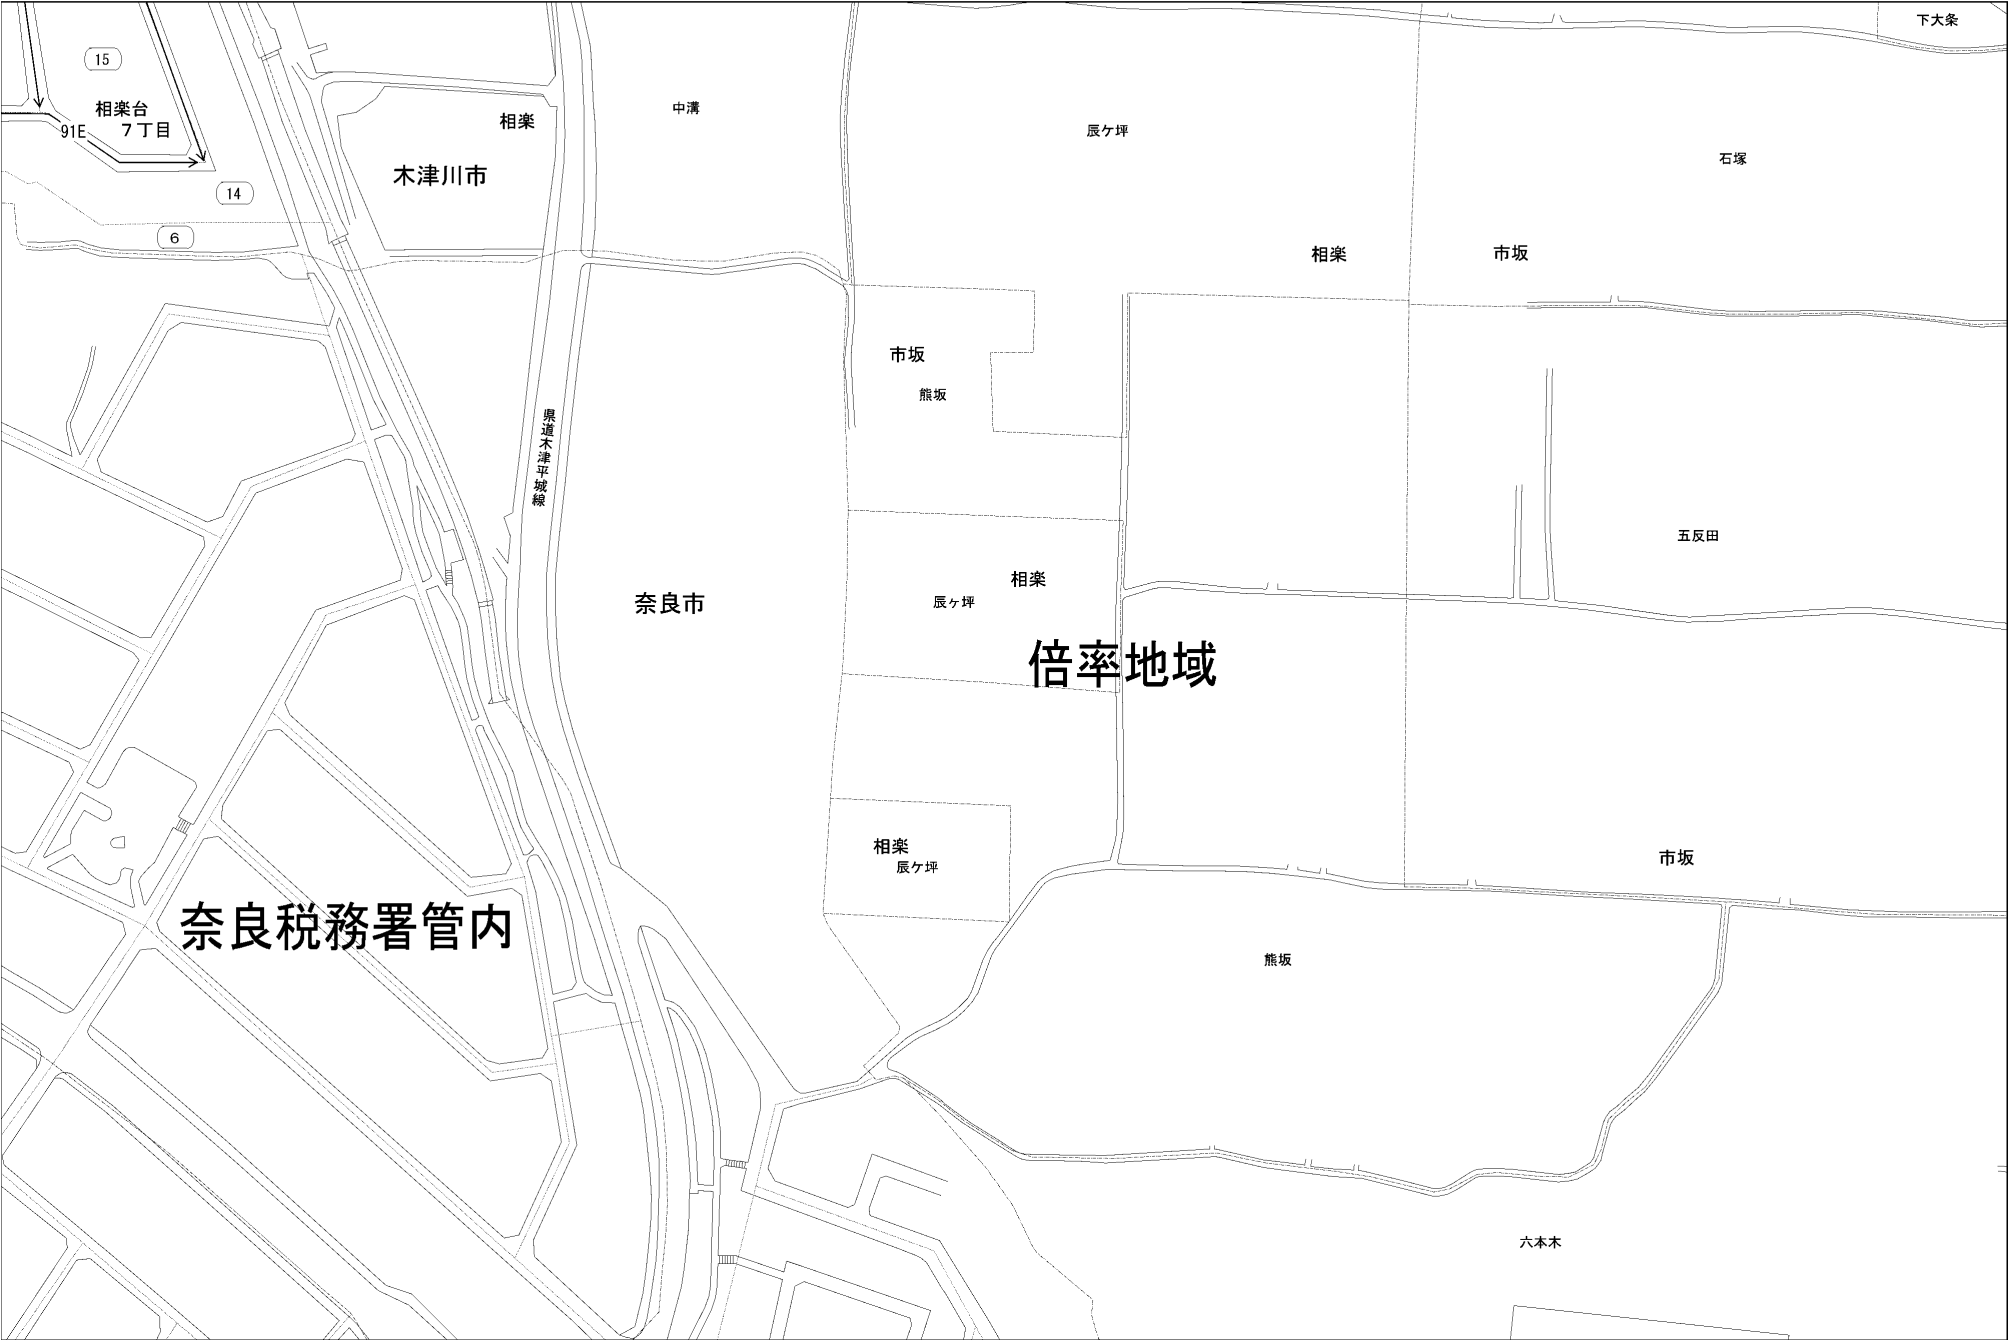 下大条
15
相楽台
7丁目
91E
14
6
相楽
木津川市
中溝
辰ケ坪
石塚
相楽
市坂
市坂
熊坂
県道木津平城線
五反田
奈良市
相楽
辰ヶ坪
倍率地域
相楽
辰ケ坪
市坂
奈良税務署管内
熊坂
六本木